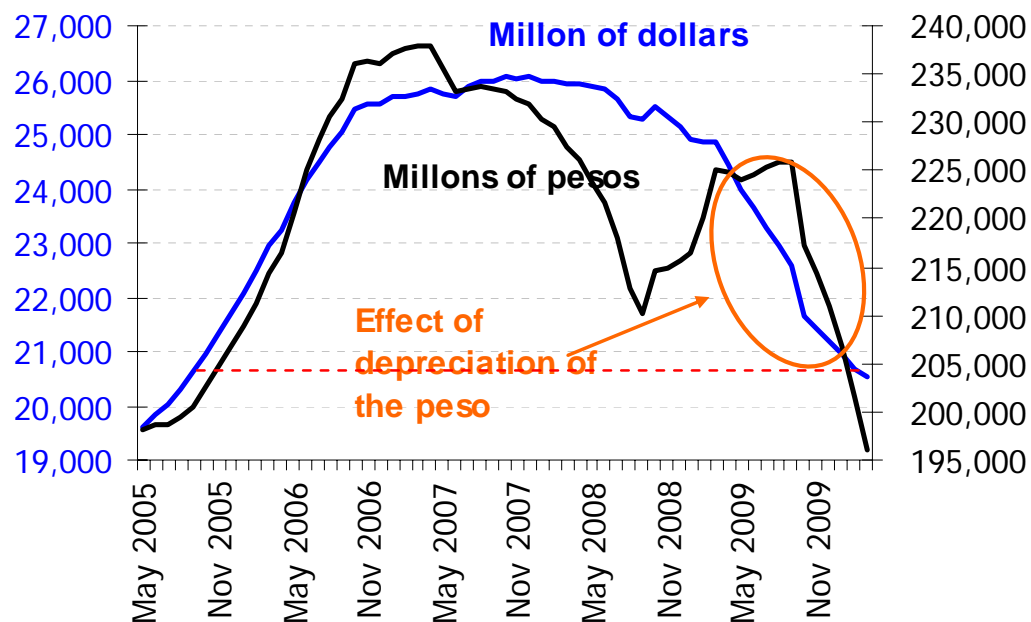 Millon of dollars
Millons of pesos
Effect of
depreciation of
the peso
27,000
26,000
25,000
24,000
23,000
22,000
21,000
20,000
19,000
240,000
235,000
230,000
225,000
220,000
215,000
210,000
205,000
200,000
195,000
May 2005
Nov 2005
May 2006
Nov 2006
May 2007
Nov 2007
May 2008
Nov 2008
May 2009
Nov 2009